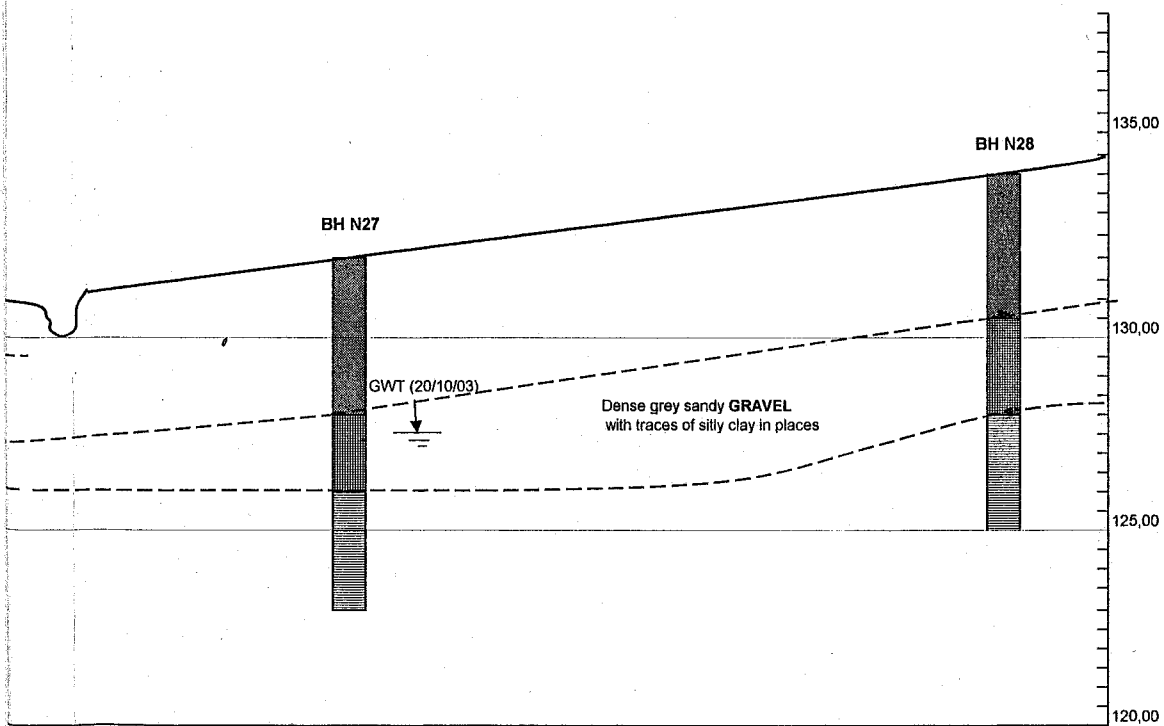 135,00
BH N28
BH N27
130,00
GWT (20/10/03)
Dense grey sandy GRAVEL
with traces of silty clay in places
125,00
120,00